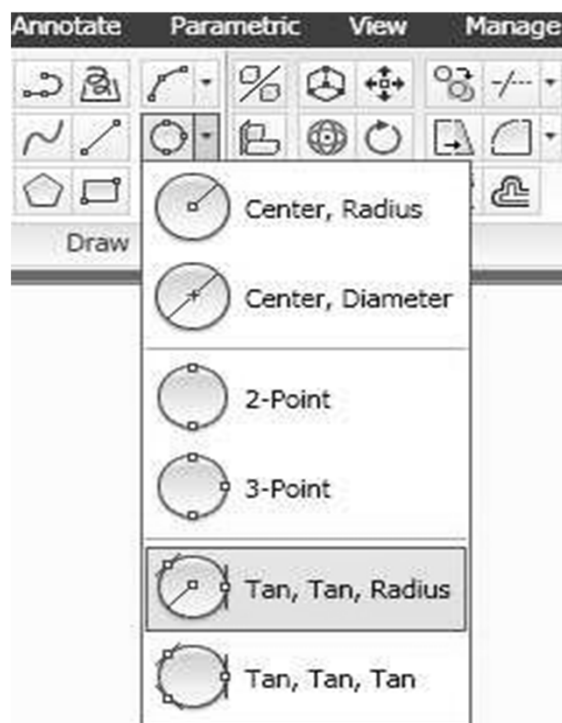 Annotate Parametric View Manage
Draw
Center, Radius
Center, Diameter
2-Point
3-Point
Tan, Tan, Radius
Tan, Tan, Tan